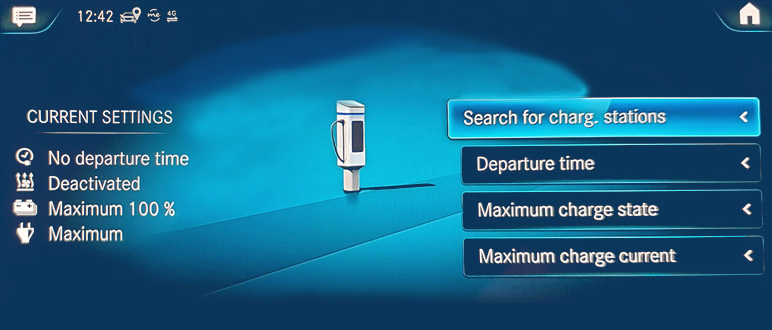 12:42 me 4G
CURRENT SETTINGS
No departure time
Deactivated
Maximum 100 %
Maximum
Search for charg. stations
Departure time
Maximum charge state
Maximum charge current